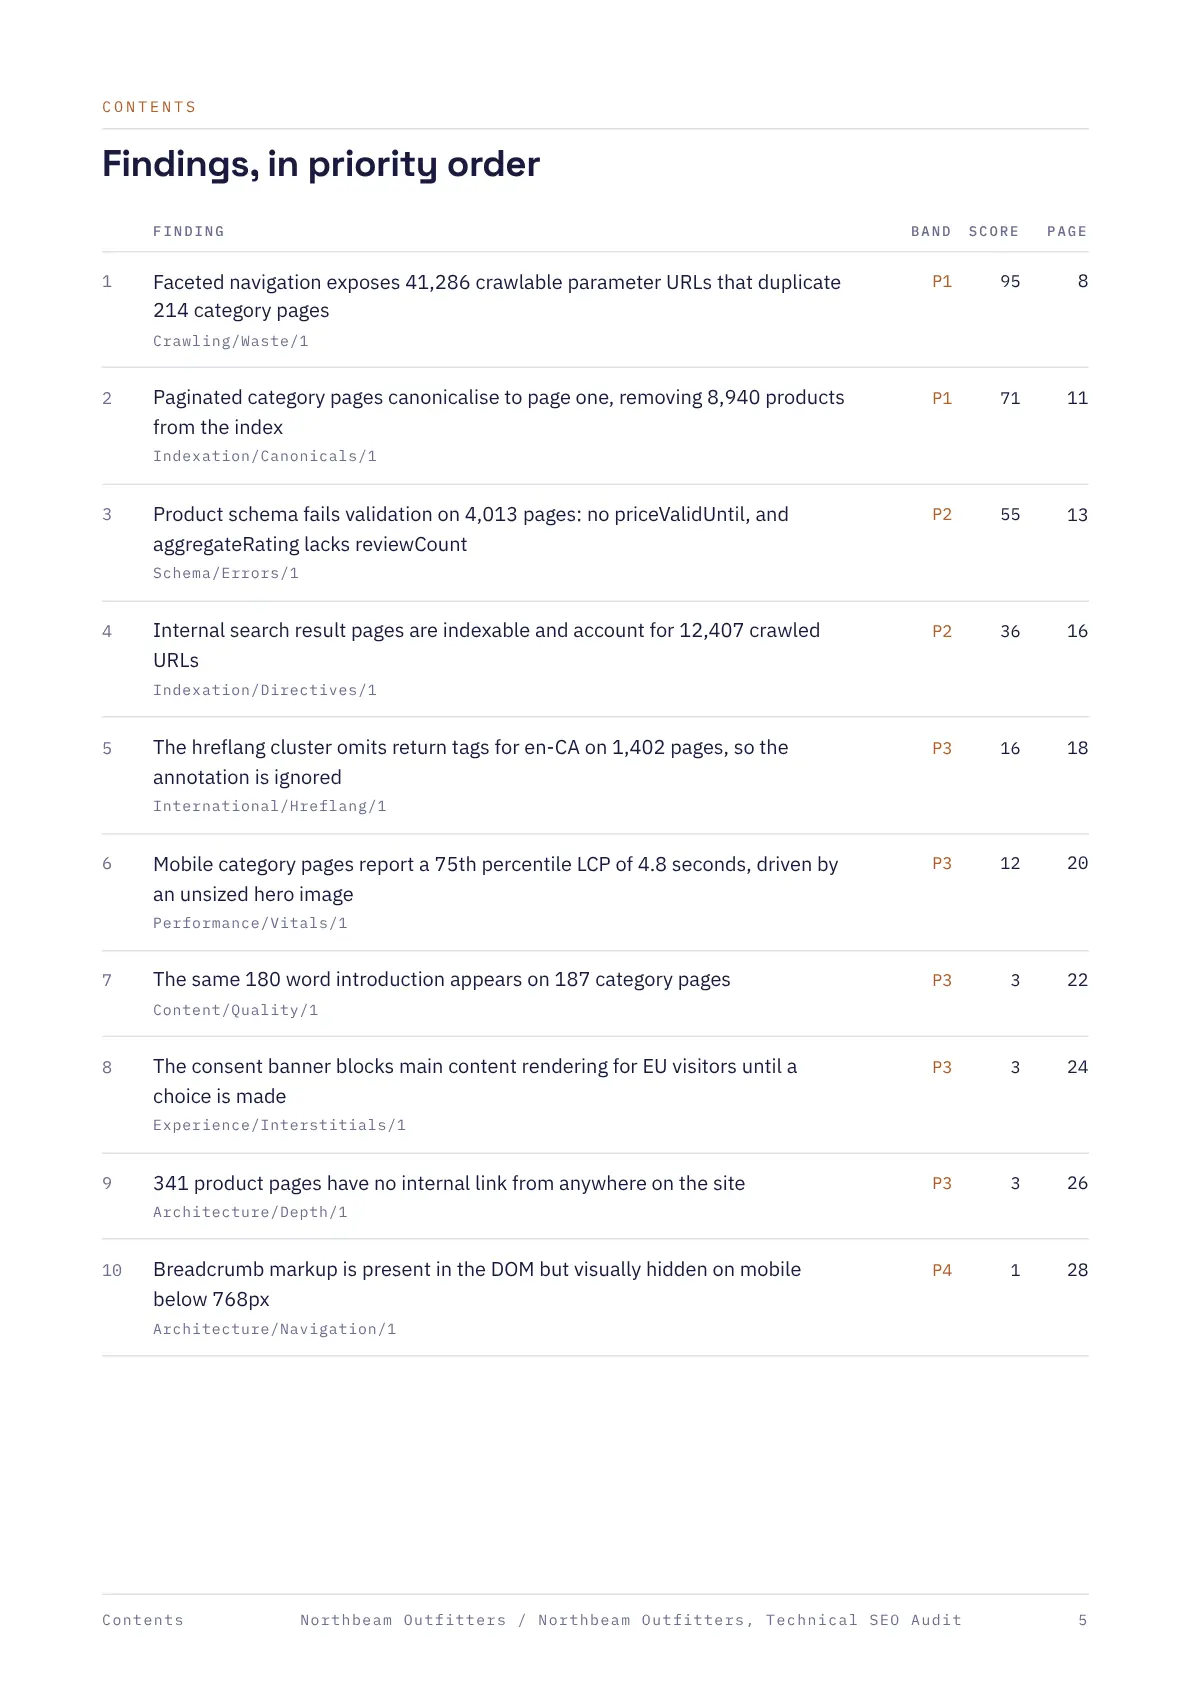 CONTENTS
Findings, in priority order
FINDING BAND SCORE PAGE
1 Faceted navigation exposes 41,286 crawlable parameter URLs that duplicate P1 95 8
214 category pages
Crawling/Waste/1
2 Paginated category pages canonicalise to page one, removing 8,940 products P1 71 11
from the index
Indexation/Canonicals/1
3 Product schema fails validation on 4,013 pages: no priceValidUntil, and P2 55 13
aggregateRating lacks reviewCount
Schema/Errors/1
4 Internal search result pages are indexable and account for 12,407 crawled P2 36 16
URLs
Indexation/Directives/1
5 The hreflang cluster omits return tags for en-CA on 1,402 pages, so the P3 16 18
annotation is ignored
International/Hreflang/1
6 Mobile category pages report a 75th percentile LCP of 4.8 seconds, driven by P3 12 20
an unsized hero image
Performance/Vitals/1
7 The same 180 word introduction appears on 187 category pages P3 3 22
Content/Quality/1
8 The consent banner blocks main content rendering for EU visitors until a P3 3 24
choice is made
Experience/Interstitials/1
9 341 product pages have no internal link from anywhere on the site P3 3 26
Architecture/Depth/1
10 Breadcrumb markup is present in the DOM but visually hidden on mobile P4 1 28
below 768px
Architecture/Navigation/1
Contents Northbeam Outfitters / Northbeam Outfitters, Technical SEO Audit 5